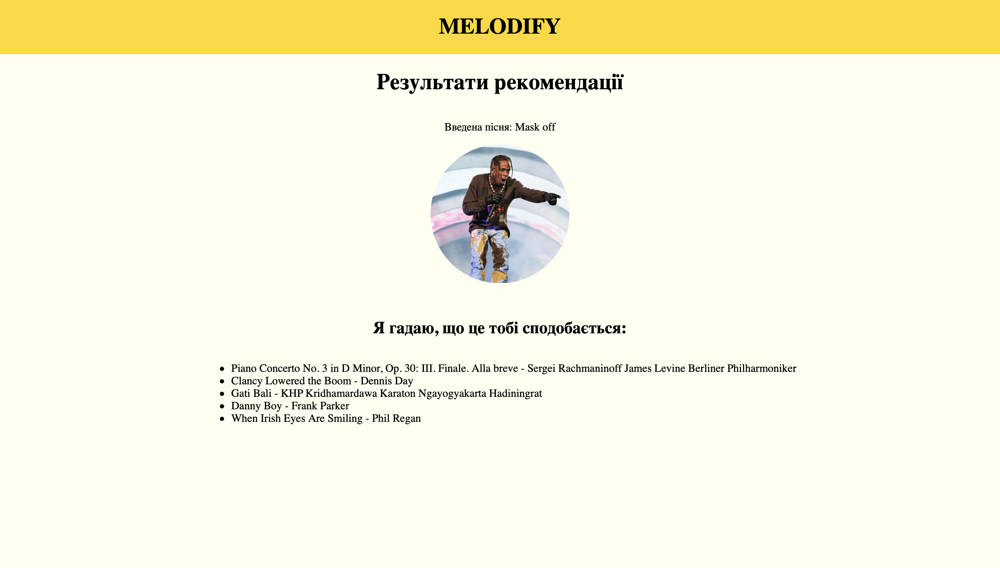 MELODIFY
Результати рекомендації
Введена пісня: Mask off
Я гадаю, що це тобі сподобається:
• Piano Concerto No. 3 in D Minor, Op. 30: III. Finale. Alla breve - Sergei Rachmaninoff James Levine Berliner Philharmoniker
• Clancy Lowered the Boom - Dennis Day
• Gati Bali - KHP Kridhamardawa Karaton Ngayogyakarta Hadiningrat
• Danny Boy - Frank Parker
• When Irish Eyes Are Smiling - Phil Regan